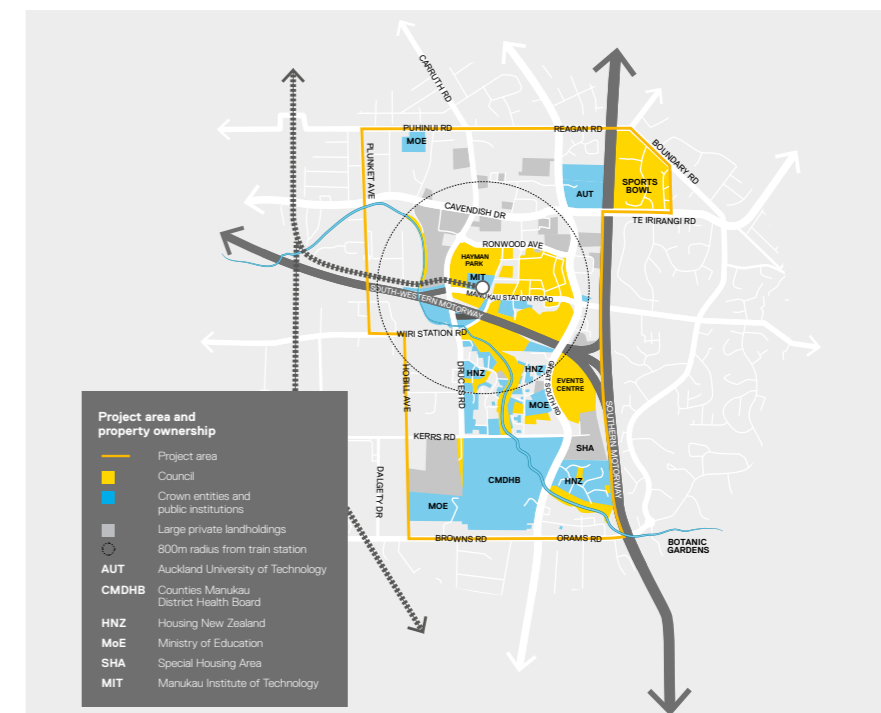 CARRUTH RD
PUHINUI RD
REAGAN RD
MOE
BOUNDARY RD
PLUNKET AVE
AUT
SPORTS
BOWL
CAVENDISH DR
TE IRIRANGI RD
RONWOOD AVE
HAYMAN
PARK
MIT
MANUKAU STATION ROAD
SOUTH-WESTERN MOTORWAY
WIRI STATION RD
HOBILL AVE
DRUCES RD
HNZ
HNZ
GREAT SOUTH RD
EVENTS
CENTRE
MOE
SOUTHERN MOTORWAY
KERRS RD
SHA
DALGETY DR
CMDHB
HNZ
MOE
BROWNS RD
ORAMS RD
BOTANIC
GARDENS
Project area and
property ownership
Project area
Council
Crown entities and
public institutions
Large private landholdings
800m radius from train station
AUT Auckland University of Technology
CMDHB Counties Manukau
District Health Board
HNZ Housing New Zealand
MoE Ministry of Education
SHA Special Housing Area
MIT Manukau Institute of Technology